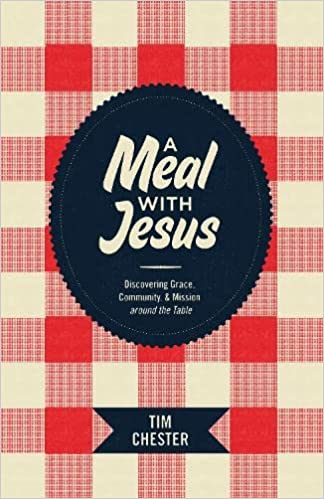 A
Meal
WITH
Jesus
Discovering Grace,
Community, & Mission
around the Table
TIM
CHESTER